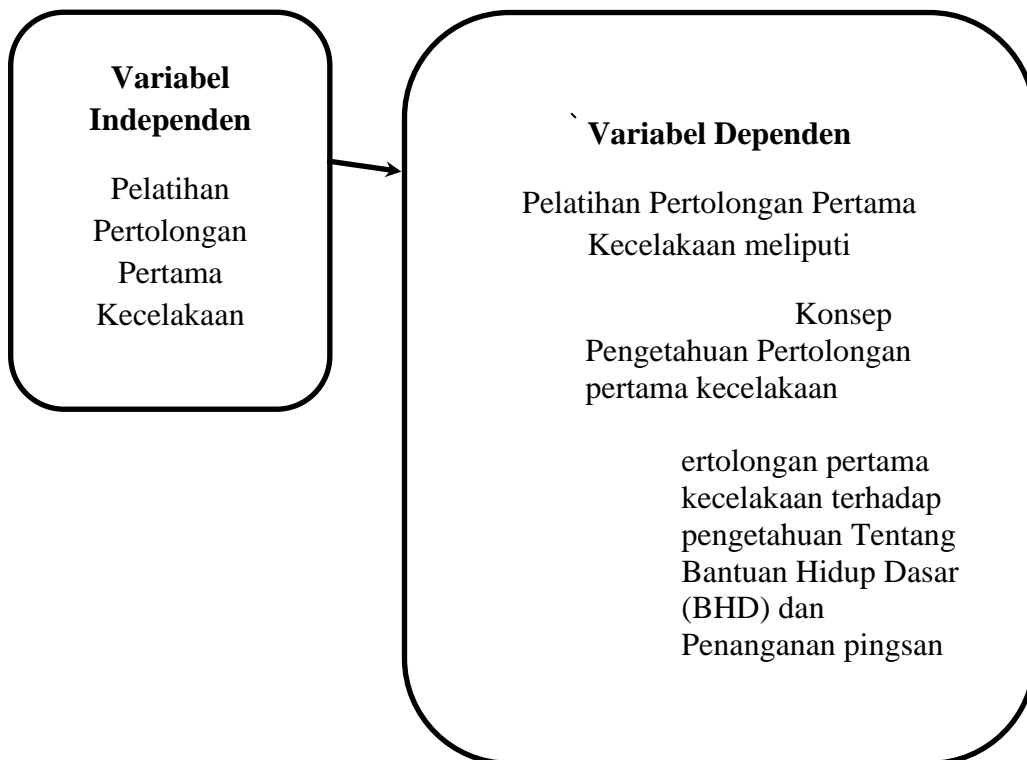 Variabel
Independen
Pelatihan
Pertolongan
Pertama
Kecelakaan
` Variabel Dependen
Pelatihan Pertolongan Pertama
Kecelakaan meliputi
Konsep
Pengetahuan Pertolongan
pertama kecelakaan
ertolongan pertama
kecelakaan terhadap
pengetahuan Tentang
Bantuan Hidup Dasar
(BHD) dan
Penanganan pingsan